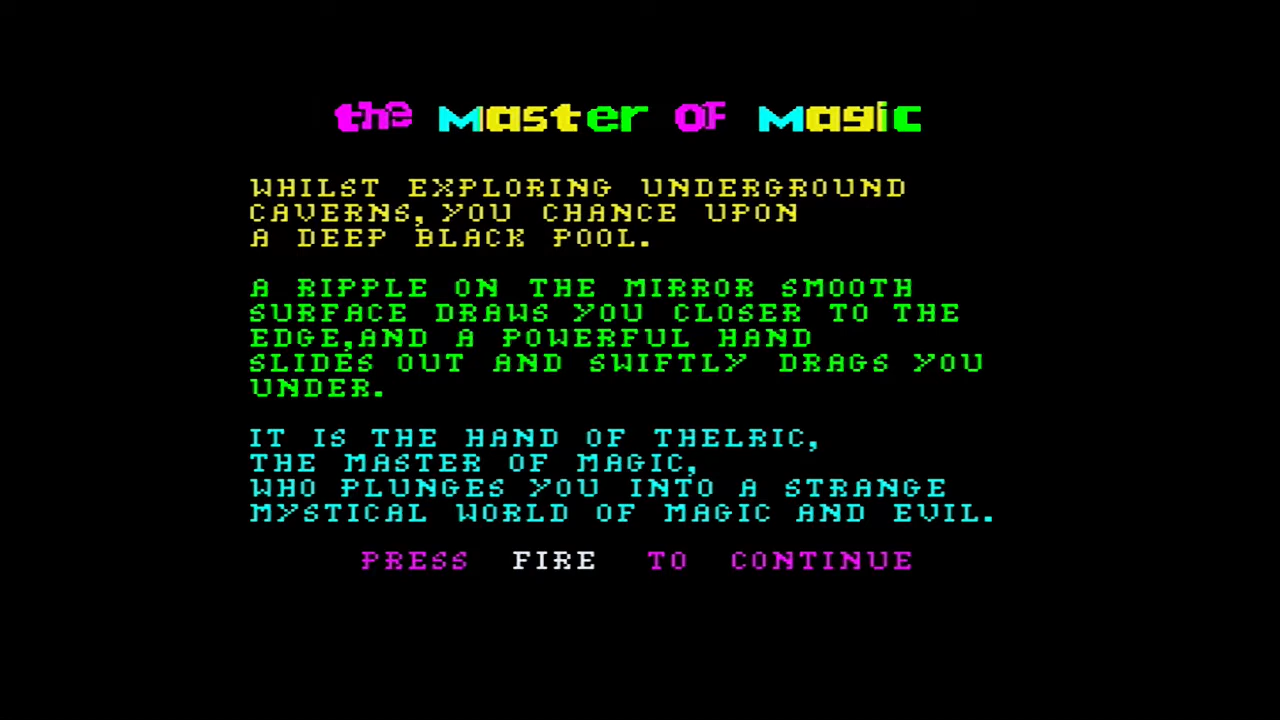 the Master OF Magic
WHILST EXPLORING UNDERGROUND
CAVERNS, YOU CHANCE UPON
A DEEP BLACK POOL.
A RIPPLE ON THE MIRROR SMOOTH
SURFACE DRAWS YOU CLOSER TO THE
EDGE,AND A POWERFUL HAND
SLIDES OUT AND SWIFTLY DRAGS YOU
UNDER.
IT IS THE HAND OF THELRIC,
THE MASTER OF MAGIC,
WHO PLUNGES YOU INTO A STRANGE
MYSTICAL WORLD OF MAGIC AND EVIL.
PRESS FIRE TO CONTINUE